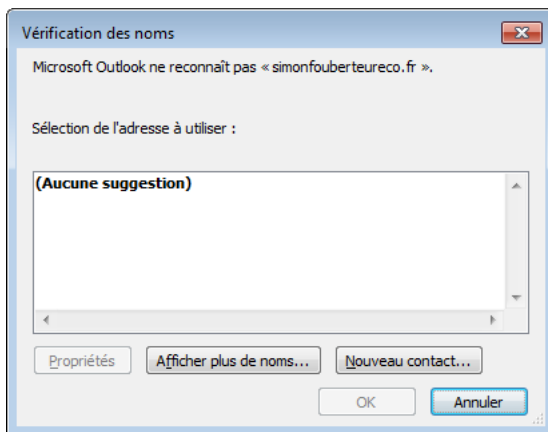 Vérification des noms
Microsoft Outlook ne reconnaît pas « simonfouberteureco.fr ».
Sélection de l'adresse à utiliser :
(Aucune suggestion)
Propriétés Afficher plus de noms... Nouveau contact...
OK Annuler